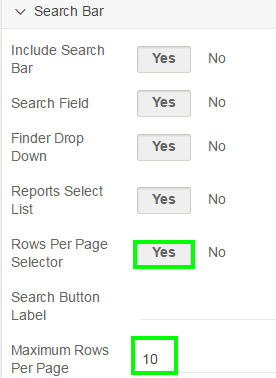 Search Bar
Include Search Yes No
Bar
Search Field Yes No
Finder Drop Yes No
Down
Reports Select Yes No
List
Rows Per Page Yes No
Selector
Search Button
Label
Maximum Rows 10
Per Page